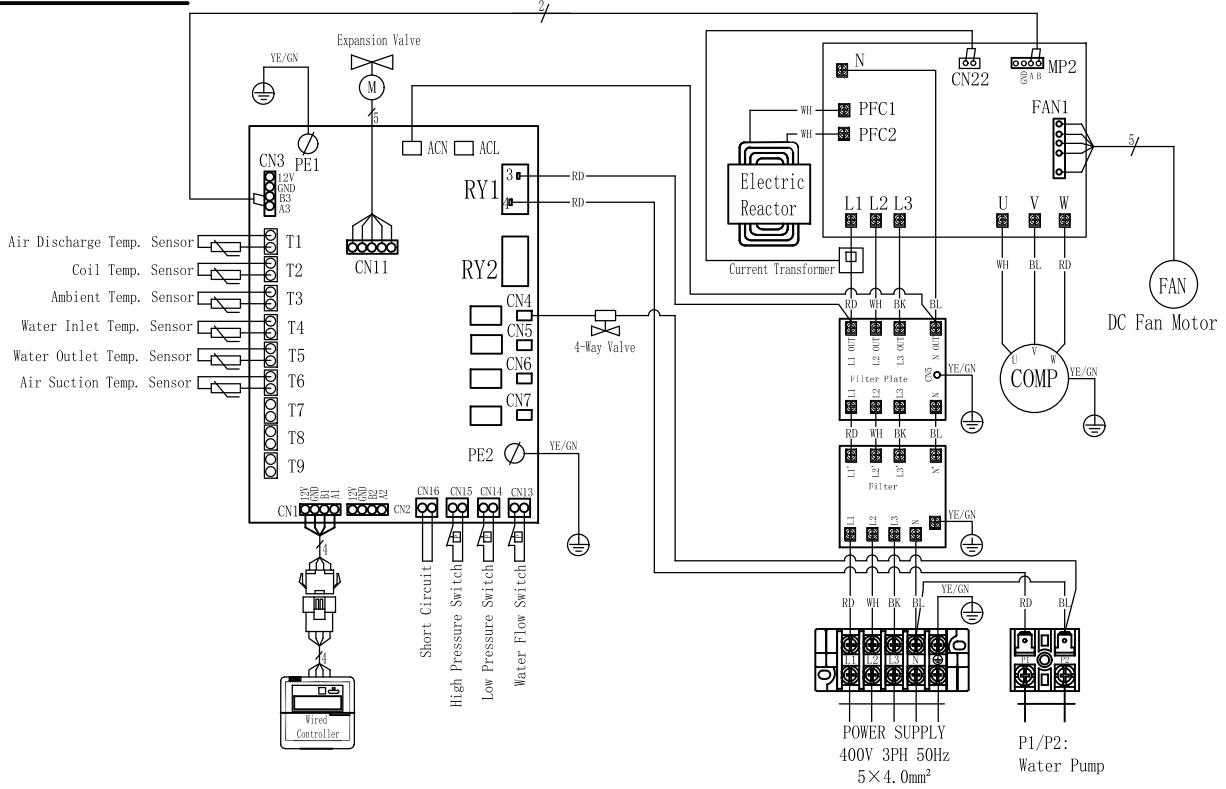 2
Expansion Valve
YE/GN
M
5
N
CN22
GND
A
B
MP2
PFC1
PFC2
WH
WH
FAN1
5
Electric
Reactor
L1
L2
L3
U
V
W
Current Transformer
WH
BL
RD
FAN
DC Fan Motor
PE1
CN3
12V
GND
B3
A3
ACN
ACL
RY1
3
4
RD
RD
RY2
CN11
Air Discharge Temp. Sensor
T1
Coil Temp. Sensor
T2
Ambient Temp. Sensor
T3
Water Inlet Temp. Sensor
T4
Water Outlet Temp. Sensor
T5
Air Suction Temp. Sensor
T6
T7
T8
T9
CN4
CN5
CN6
CN7
4-Way Valve
PE2
YE/GN
RD
WH
BK
BL
L1 OUT
L2 OUT
L3 OUT
N OUT
Filter Plate
CN5
YE/GN
L1
L2
L3
N
U
V
W
COMP
YE/GN
RD
WH
BK
BL
L1'
L2'
L3'
N'
Filter
L1
L2
L3
N
YE/GN
CN1
12V
GND
B1
A1
12V
GND
B2
A2
CN2
CN16
CN15
CN14
CN13
4
4
Short Circuit
High Pressure Switch
Low Pressure Switch
Water Flow Switch
Wired
Controller
RD
WH
BK
BL
YE/GN
RD
BL
L1
L2
L3
N
P1
P2
POWER SUPPLY
400V 3PH 50Hz
5×4.0mm²
P1/P2:
Water Pump